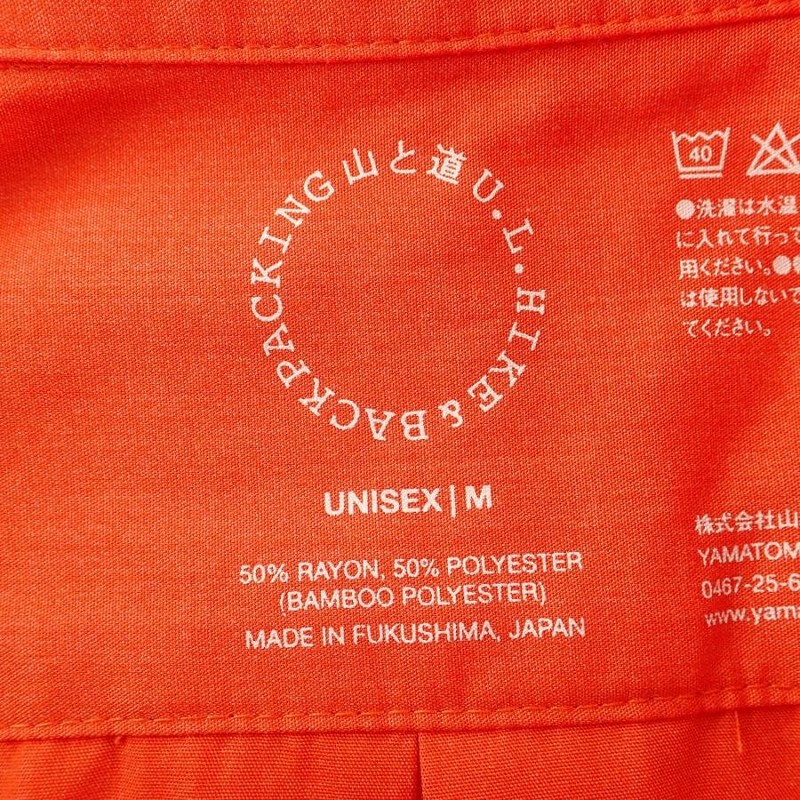 山と道 U.L. HIKE & BACKPACKING
UNISEX | M
50% RAYON, 50% POLYESTER
(BAMBOO POLYESTER)
MADE IN FUKUSHIMA, JAPAN
40
●洗濯は水温
に入れて行って
用ください。●
は使用しないで
てください。
株式会社山
YAMATOM
0467-25-6
www.yama